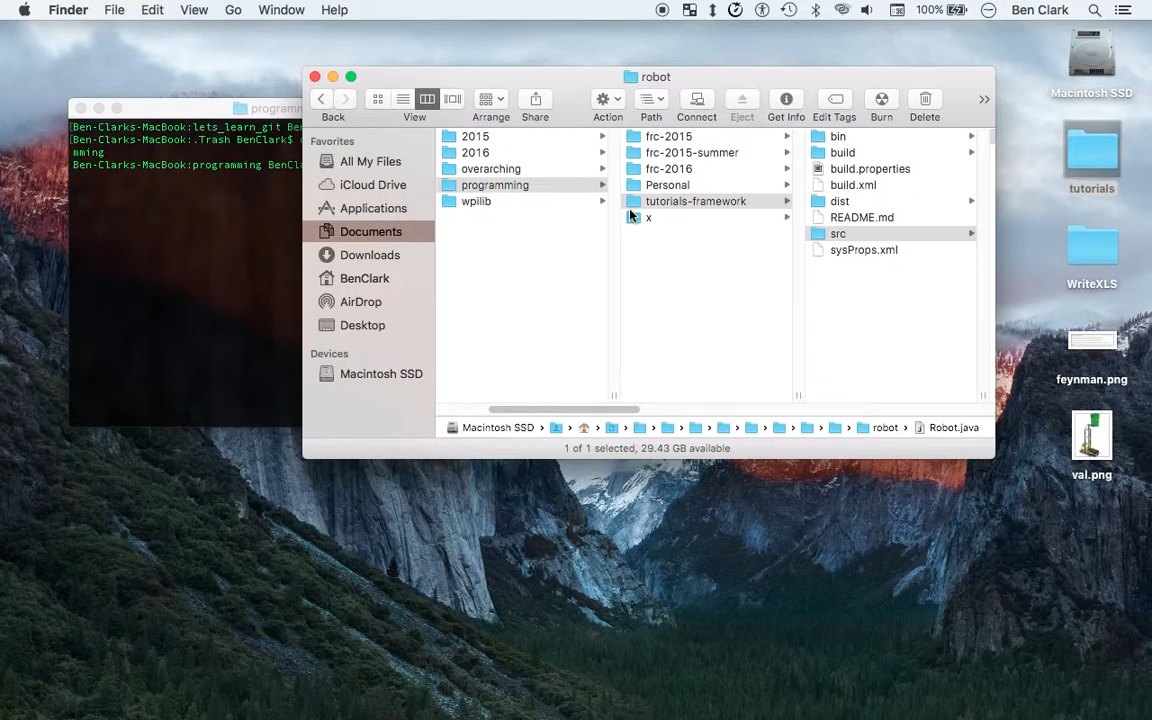 Finder File Edit View Go Window Help 100% Ben Clark
Macintosh SSD
tutorials
WriteXLS
feynman.png
val.png
programm
[Ben-Clarks-MacBook:lets_learn_git Ben
[Ben-Clarks-MacBook:.Trash BenClark$
mming
Ben-Clarks-MacBook:programming BenCla
robot
Back View Arrange Share Action Path Connect Eject Get Info Edit Tags Burn Delete
Favorites
All My Files
iCloud Drive
Applications
Documents
Downloads
BenClark
AirDrop
Desktop
Devices
Macintosh SSD
2015
2016
overarching
programming
wpilib
frc-2015
frc-2015-summer
frc-2016
Personal
tutorials-framework
x
bin
build
build.properties
build.xml
dist
README.md
src
sysProps.xml
Macintosh SSD robot Robot.java
1 of 1 selected, 29.43 GB available